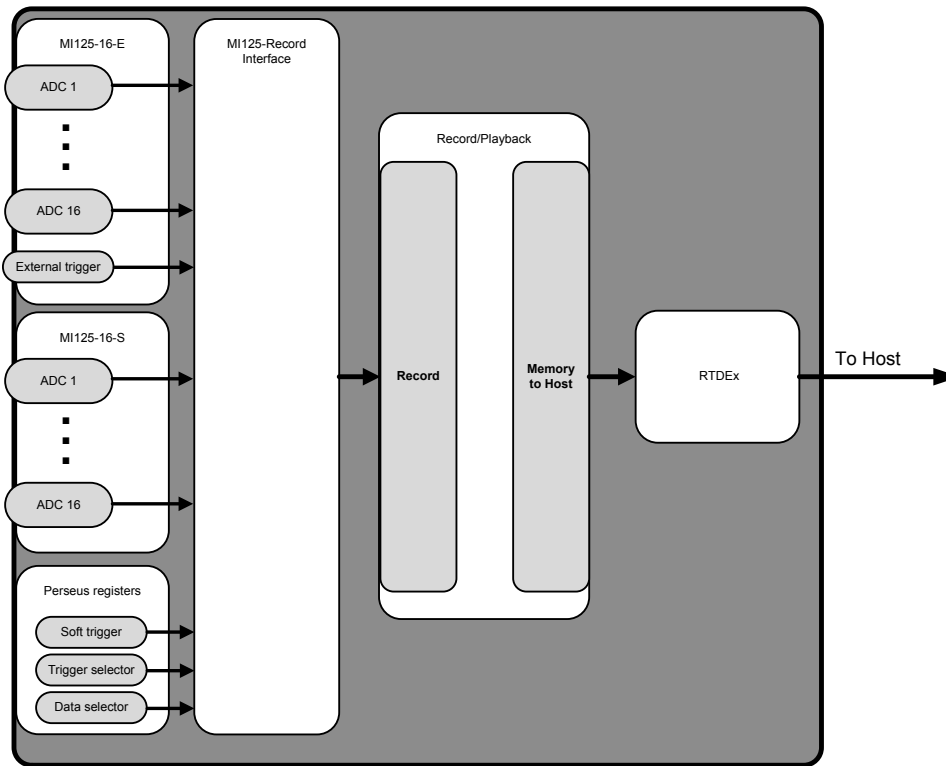 MI125-16-E
ADC 1
ADC 16
External trigger
MI125-16-S
ADC 1
ADC 16
Perseus registers
Soft trigger
Trigger selector
Data selector
MI125-Record
Interface
Record/Playback
Record
Memory
to Host
RTDEx
To Host